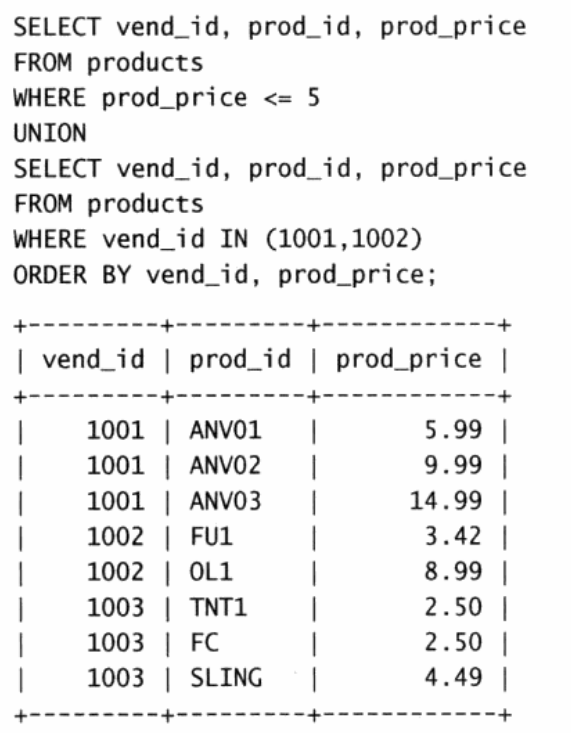 SELECT vend_id, prod_id, prod_price
FROM products
WHERE prod_price <= 5
UNION
SELECT vend_id, prod_id, prod_price
FROM products
WHERE vend_id IN (1001,1002)
ORDER BY vend_id, prod_price;
+---------+---------+------------+
| vend_id | prod_id | prod_price |
+---------+---------+------------+
|    1001 | ANV01   |       5.99 |
|    1001 | ANV02   |       9.99 |
|    1001 | ANV03   |      14.99 |
|    1002 | FU1     |       3.42 |
|    1002 | OL1     |       8.99 |
|    1003 | TNT1    |       2.50 |
|    1003 | FC      |       2.50 |
|    1003 | SLING   |       4.49 |
+---------+---------+------------+